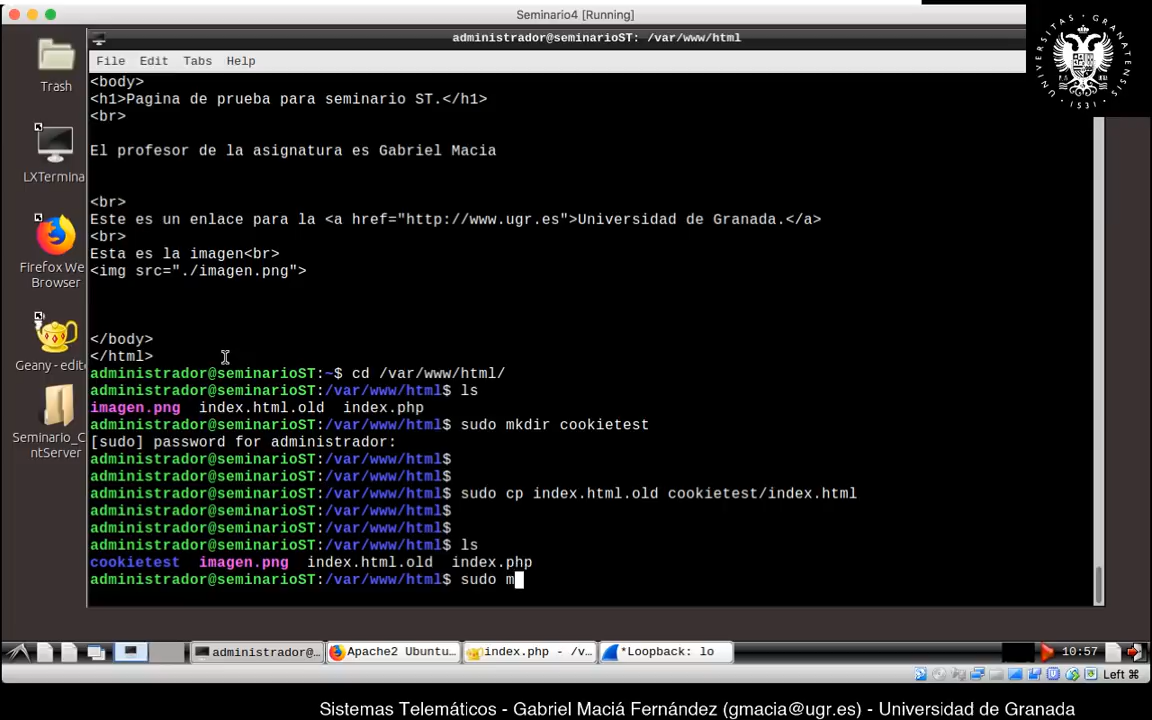 Seminario4 [Running]
administrador@seminarioST: /var/www/html
UNIVERSITAS GRANATENSIS 1531
File Edit Tabs Help
Trash
LXTermina
Firefox We
Browser
Geany - edit
Seminario_C
ntServer
<body>
<h1>Pagina de prueba para seminario ST.</h1>
<br>
El profesor de la asignatura es Gabriel Macia
<br>
Este es un enlace para la <a href="http://www.ugr.es">Universidad de Granada.</a>
<br>
Esta es la imagen<br>
<img src="./imagen.png">
</body>
</html>
administrador@seminarioST:~$ cd /var/www/html/
administrador@seminarioST:/var/www/html$ ls
imagen.png index.html.old index.php
administrador@seminarioST:/var/www/html$ sudo mkdir cookietest
[sudo] password for administrador:
administrador@seminarioST:/var/www/html$
administrador@seminarioST:/var/www/html$
administrador@seminarioST:/var/www/html$ sudo cp index.html.old cookietest/index.html
administrador@seminarioST:/var/www/html$
administrador@seminarioST:/var/www/html$
administrador@seminarioST:/var/www/html$ ls
cookietest imagen.png index.html.old index.php
administrador@seminarioST:/var/www/html$ sudo m
administrador@... Apache2 Ubuntu... index.php - /v... *Loopback: lo 10:57
Left ⌘
Sistemas Telemáticos - Gabriel Maciá Fernández (gmacia@ugr.es) - Universidad de Granada